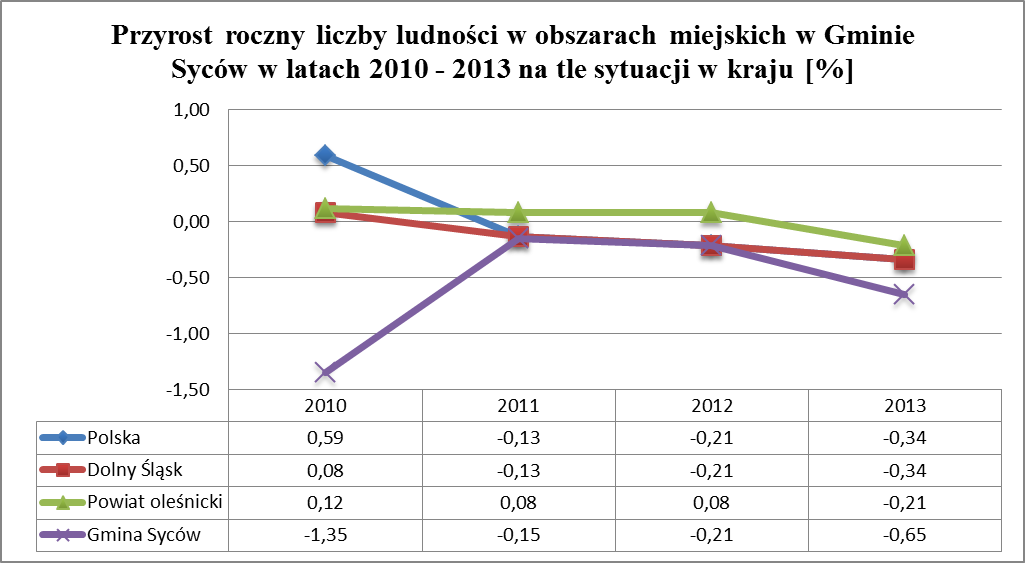 Przyrost roczny liczby ludności w obszarach miejskich w Gminie
Syców w latach 2010 - 2013 na tle sytuacji w kraju [%]
1,00
0,50
0,00
-0,50
-1,00
-1,50
2010 2011 2012 2013
Polska 0,59 -0,13 -0,21 -0,34
Dolny Śląsk 0,08 -0,13 -0,21 -0,34
Powiat oleśnicki 0,12 0,08 0,08 -0,21
Gmina Syców -1,35 -0,15 -0,21 -0,65